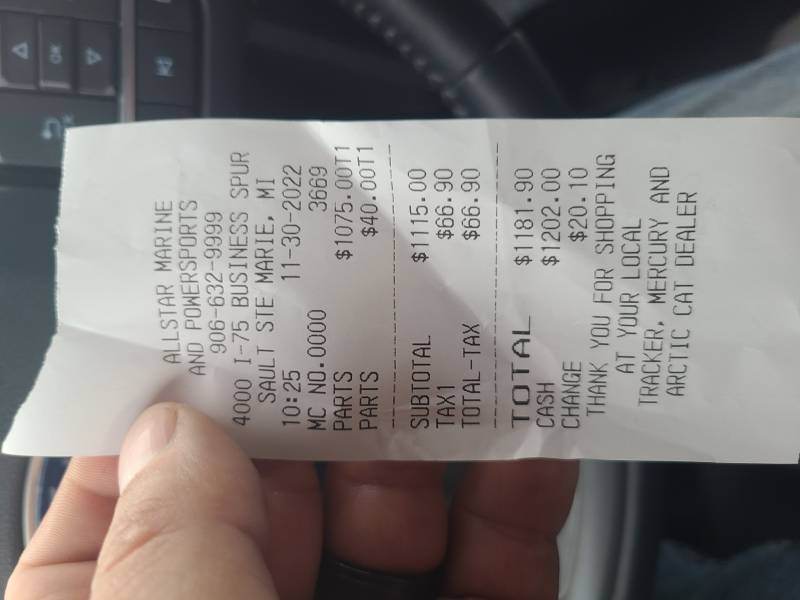 ALLSTAR MARINE
AND POWERSPORTS
906-632-9999
4000 I-75 BUSINESS SPUR
SAULT STE MARIE, MI
10:25 11-30-2022
MC NO.0000 3669
PARTS $1075.00T1
PARTS $40.00T1
SUBTOTAL $1115.00
TAX1 $66.90
TOTAL-TAX $66.90
TOTAL $1181.90
CASH $1202.00
CHANGE $20.10
THANK YOU FOR SHOPPING
AT YOUR LOCAL
TRACKER, MERCURY AND
ARCTIC CAT DEALER
OK